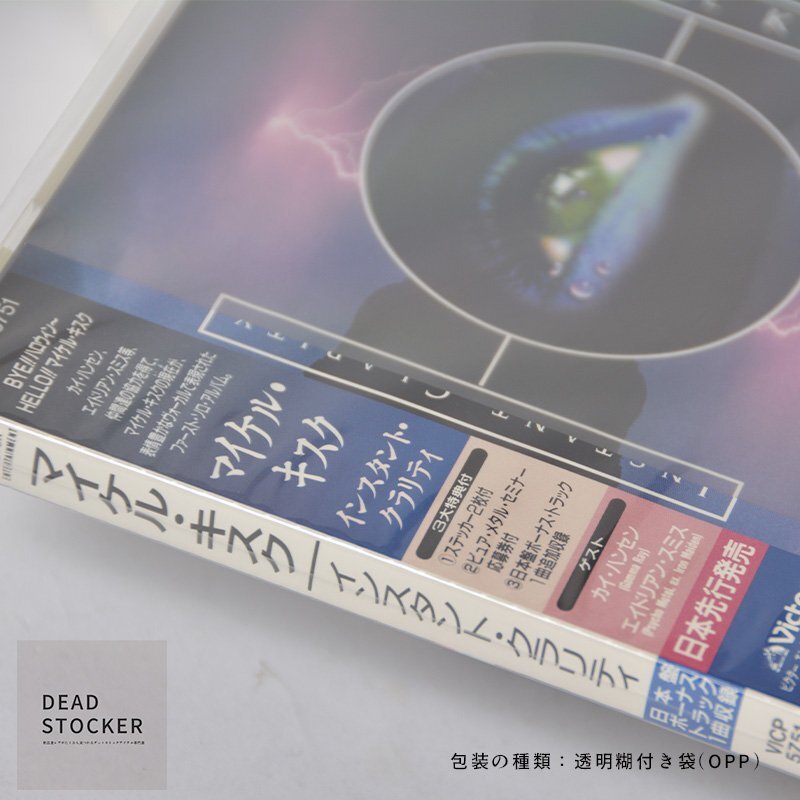 5751
BYE!//ハロウィン〜
HELLO!! マイケル・キスク
カイ・ハンセン、
エイドリアン・スミス等、
仲間達の協力を得て、
マイケル・キスクの現在が、
表情豊かなヴォーカルで表現された
ファースト・ソロ・アルバム。
マイケル・
キスク
インスタント・
クラリティ
3大特典付
①ステッカー2枚付
②ピュア・メタル・セミナー
応募券付
③日本盤ボーナストラック
1曲追加収録
ゲスト
カイ・ハンセン
(Gamma Ray)
エイドリアン・スミス
(Psycho Motel, Ex. Iron Maiden)
日本先行発売
Victo
ENTERTAINMENT
マイケル・キスク/インスタント・クラリティ
日本盤
ボーナス
トラック
1曲収録
VICP
5751
DEAD
STOCKER
包装の種類：透明糊付き袋(OPP)